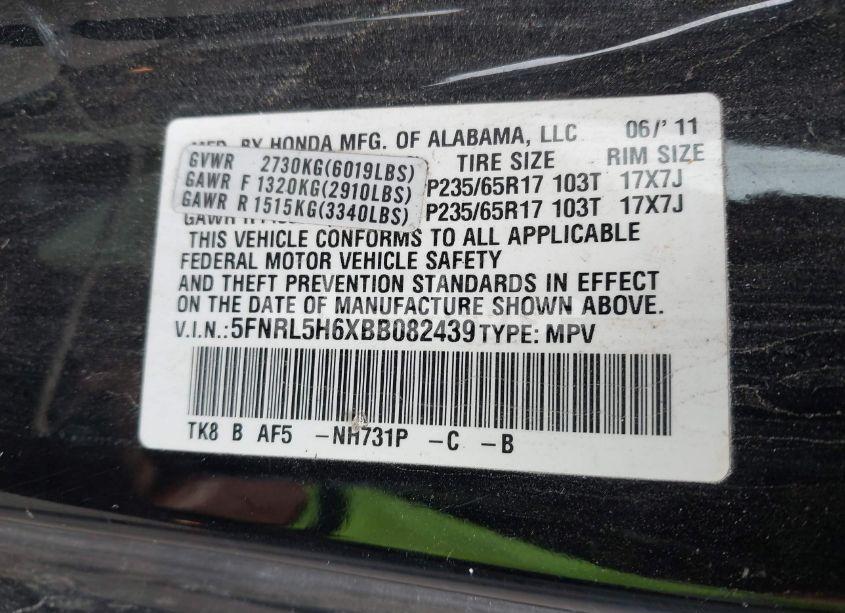 MFD. BY HONDA MFG. OF ALABAMA, LLC 06/'11
GVWR 2730KG(6019LBS) TIRE SIZE RIM SIZE
GAWR F 1320KG(2910LBS) P235/65R17 103T 17X7J
GAWR R 1515KG(3340LBS) P235/65R17 103T 17X7J
GAWR R
THIS VEHICLE CONFORMS TO ALL APPLICABLE
FEDERAL MOTOR VEHICLE SAFETY
AND THEFT PREVENTION STANDARDS IN EFFECT
ON THE DATE OF MANUFACTURE SHOWN ABOVE.
V.I.N.: 5FNRL5H6XBB082439 TYPE: MPV
TK8 B AF5 -NH731P -C -B